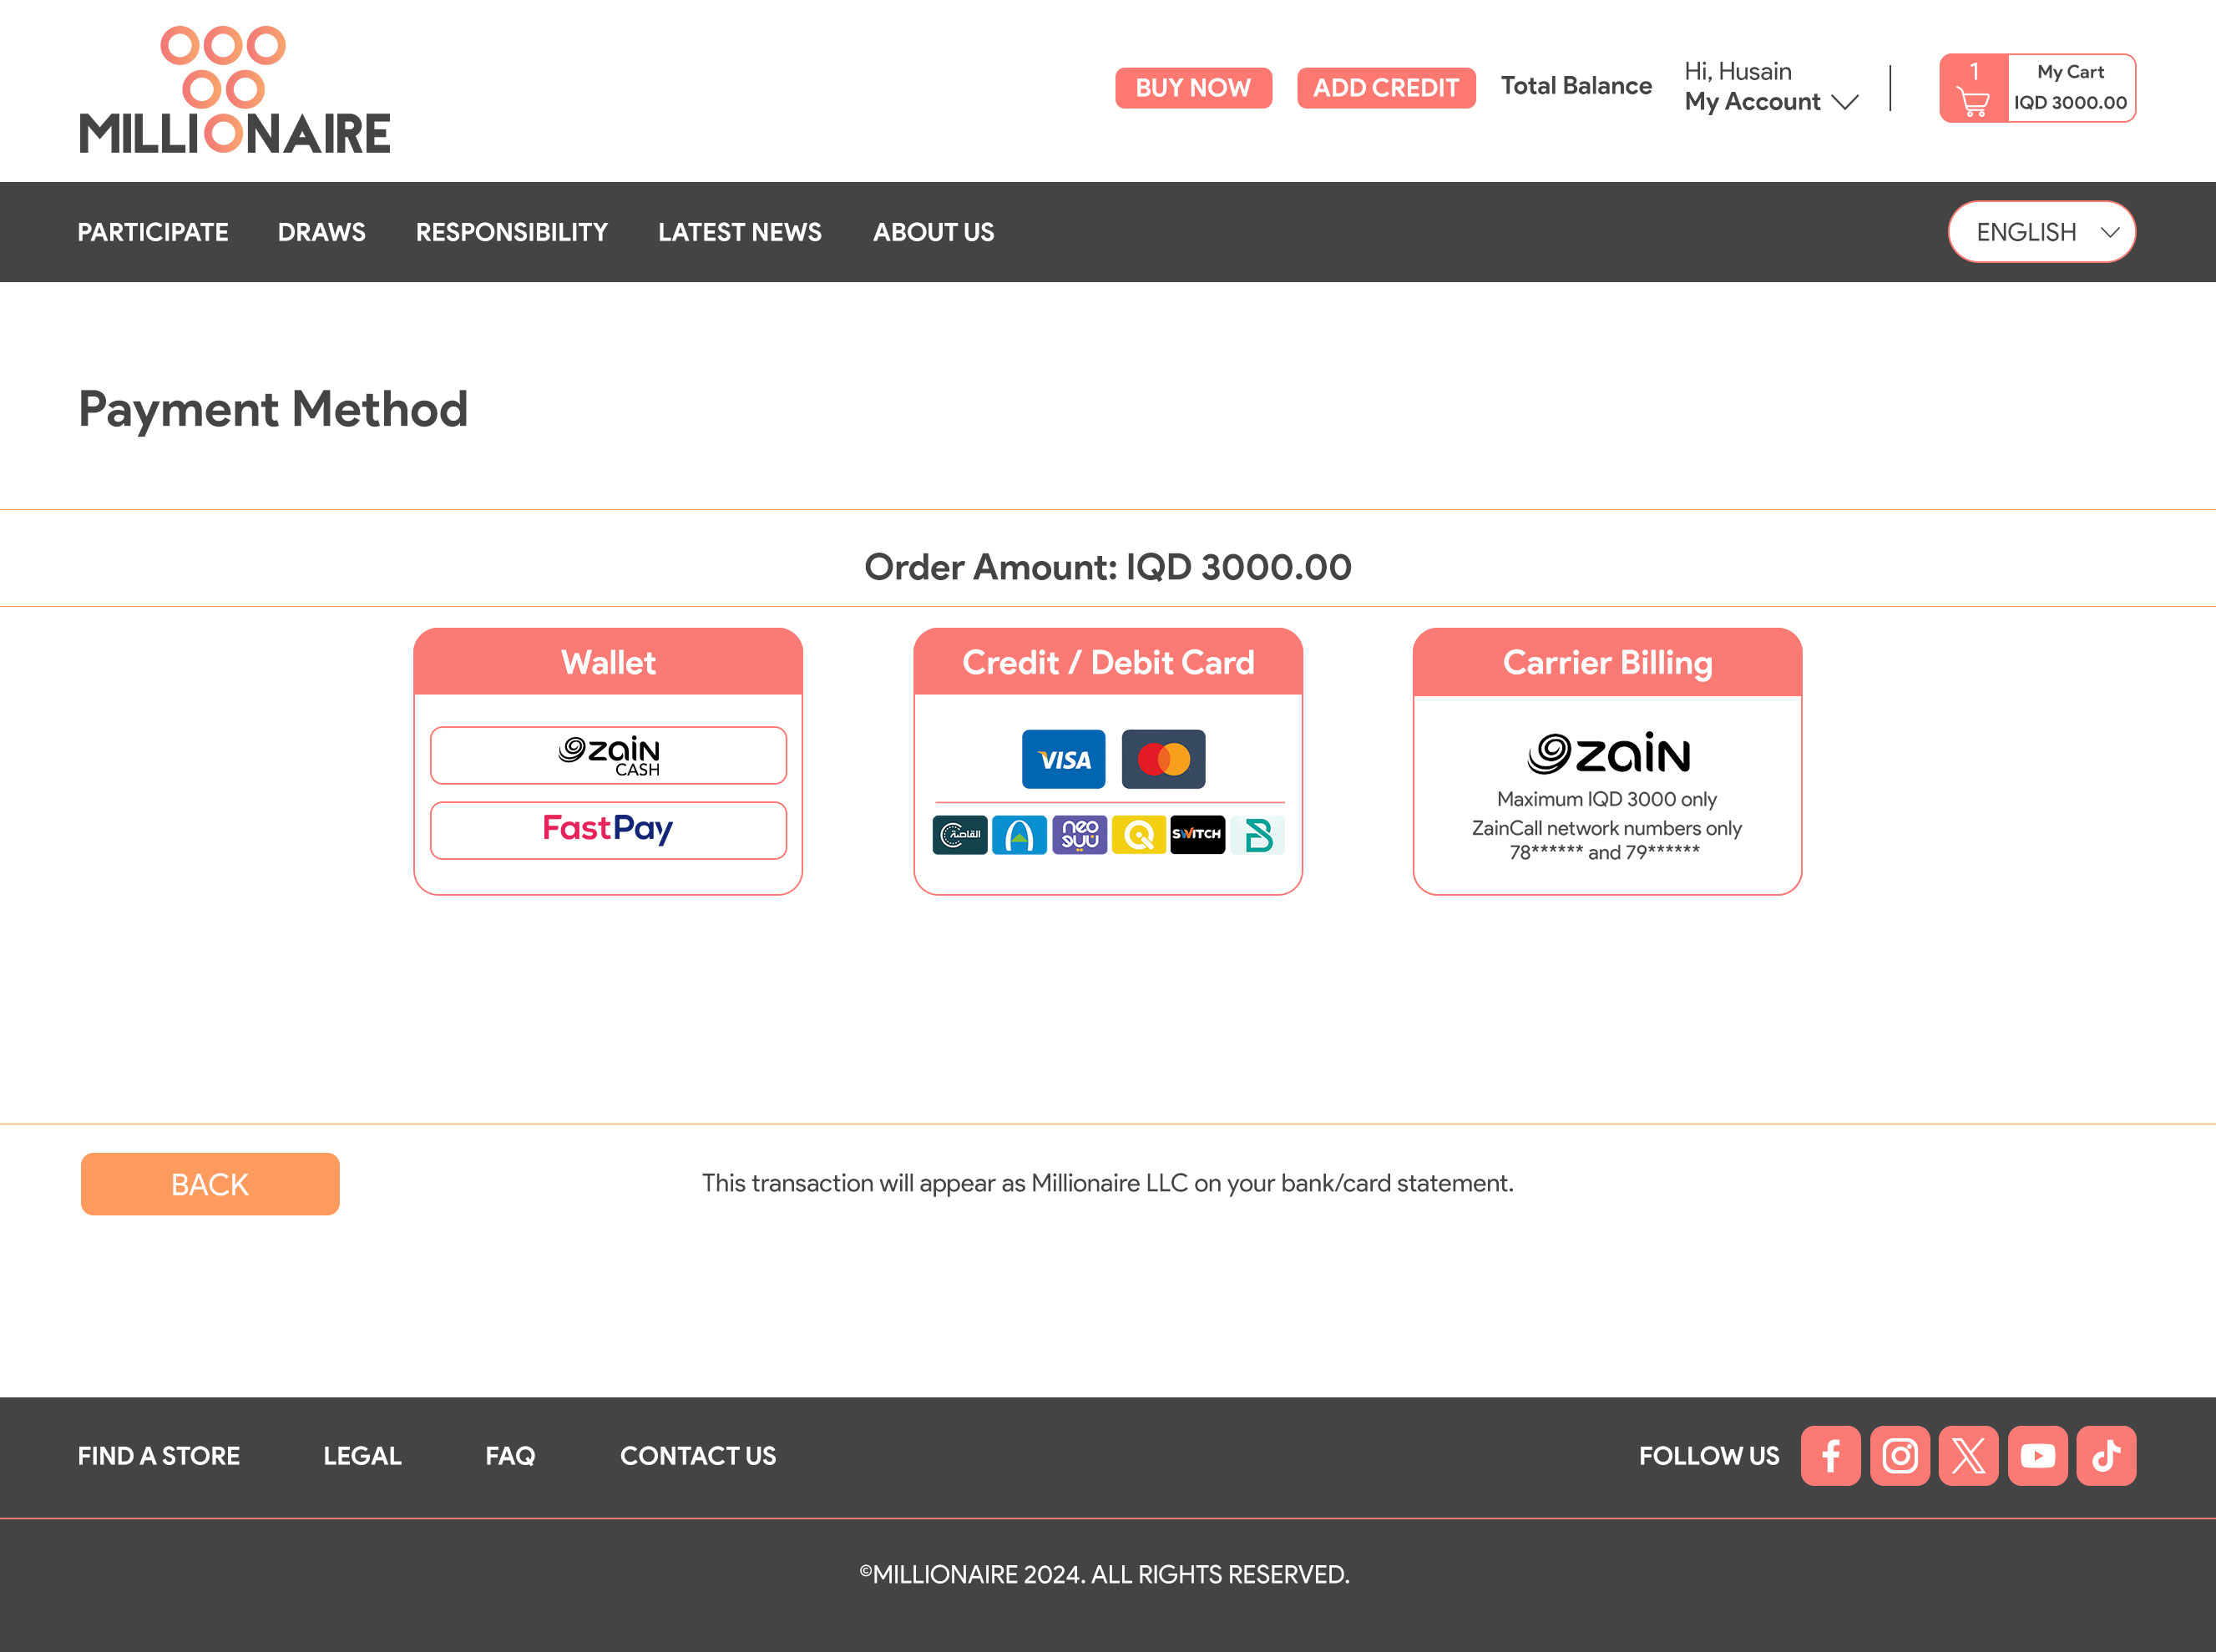 MILLIONAIRE
BUY NOW
ADD CREDIT
Total Balance
Hi, Husain
My Account
1
My Cart
IQD 3000.00
PARTICIPATE
DRAWS
RESPONSIBILITY
LATEST NEWS
ABOUT US
ENGLISH
Payment Method
Order Amount: IQD 3000.00
Wallet
zain
CASH
FastPay
Credit / Debit Card
VISA
القاصة
neo
SWITCH
Carrier Billing
zain
Maximum IQD 3000 only
ZainCall network numbers only
78****** and 79******
BACK
This transaction will appear as Millionaire LLC on your bank/card statement.
FIND A STORE
LEGAL
FAQ
CONTACT US
FOLLOW US
©MILLIONAIRE 2024. ALL RIGHTS RESERVED.